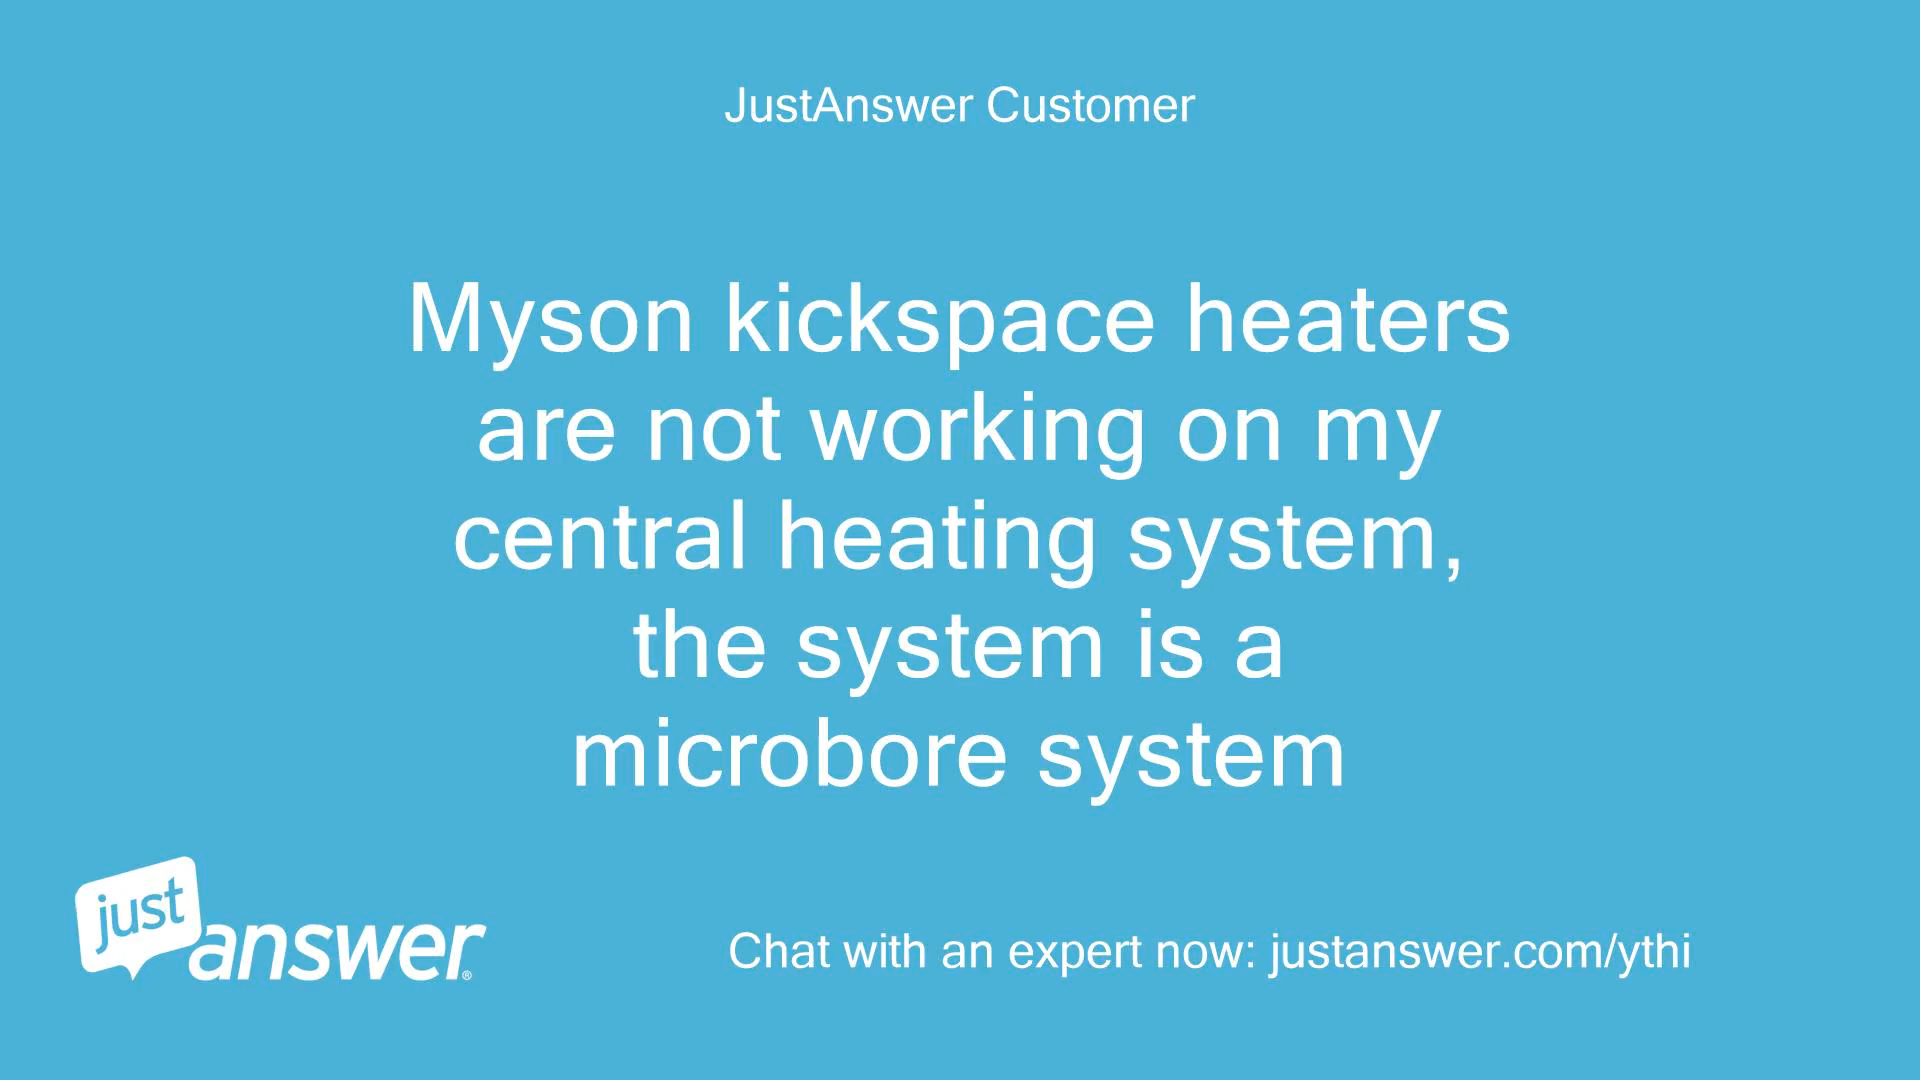 JustAnswer Customer
Myson kickspace heaters
are not working on my
central heating system,
the system is a
microbore system
just
answer®
Chat with an expert now: justanswer.com/ythi